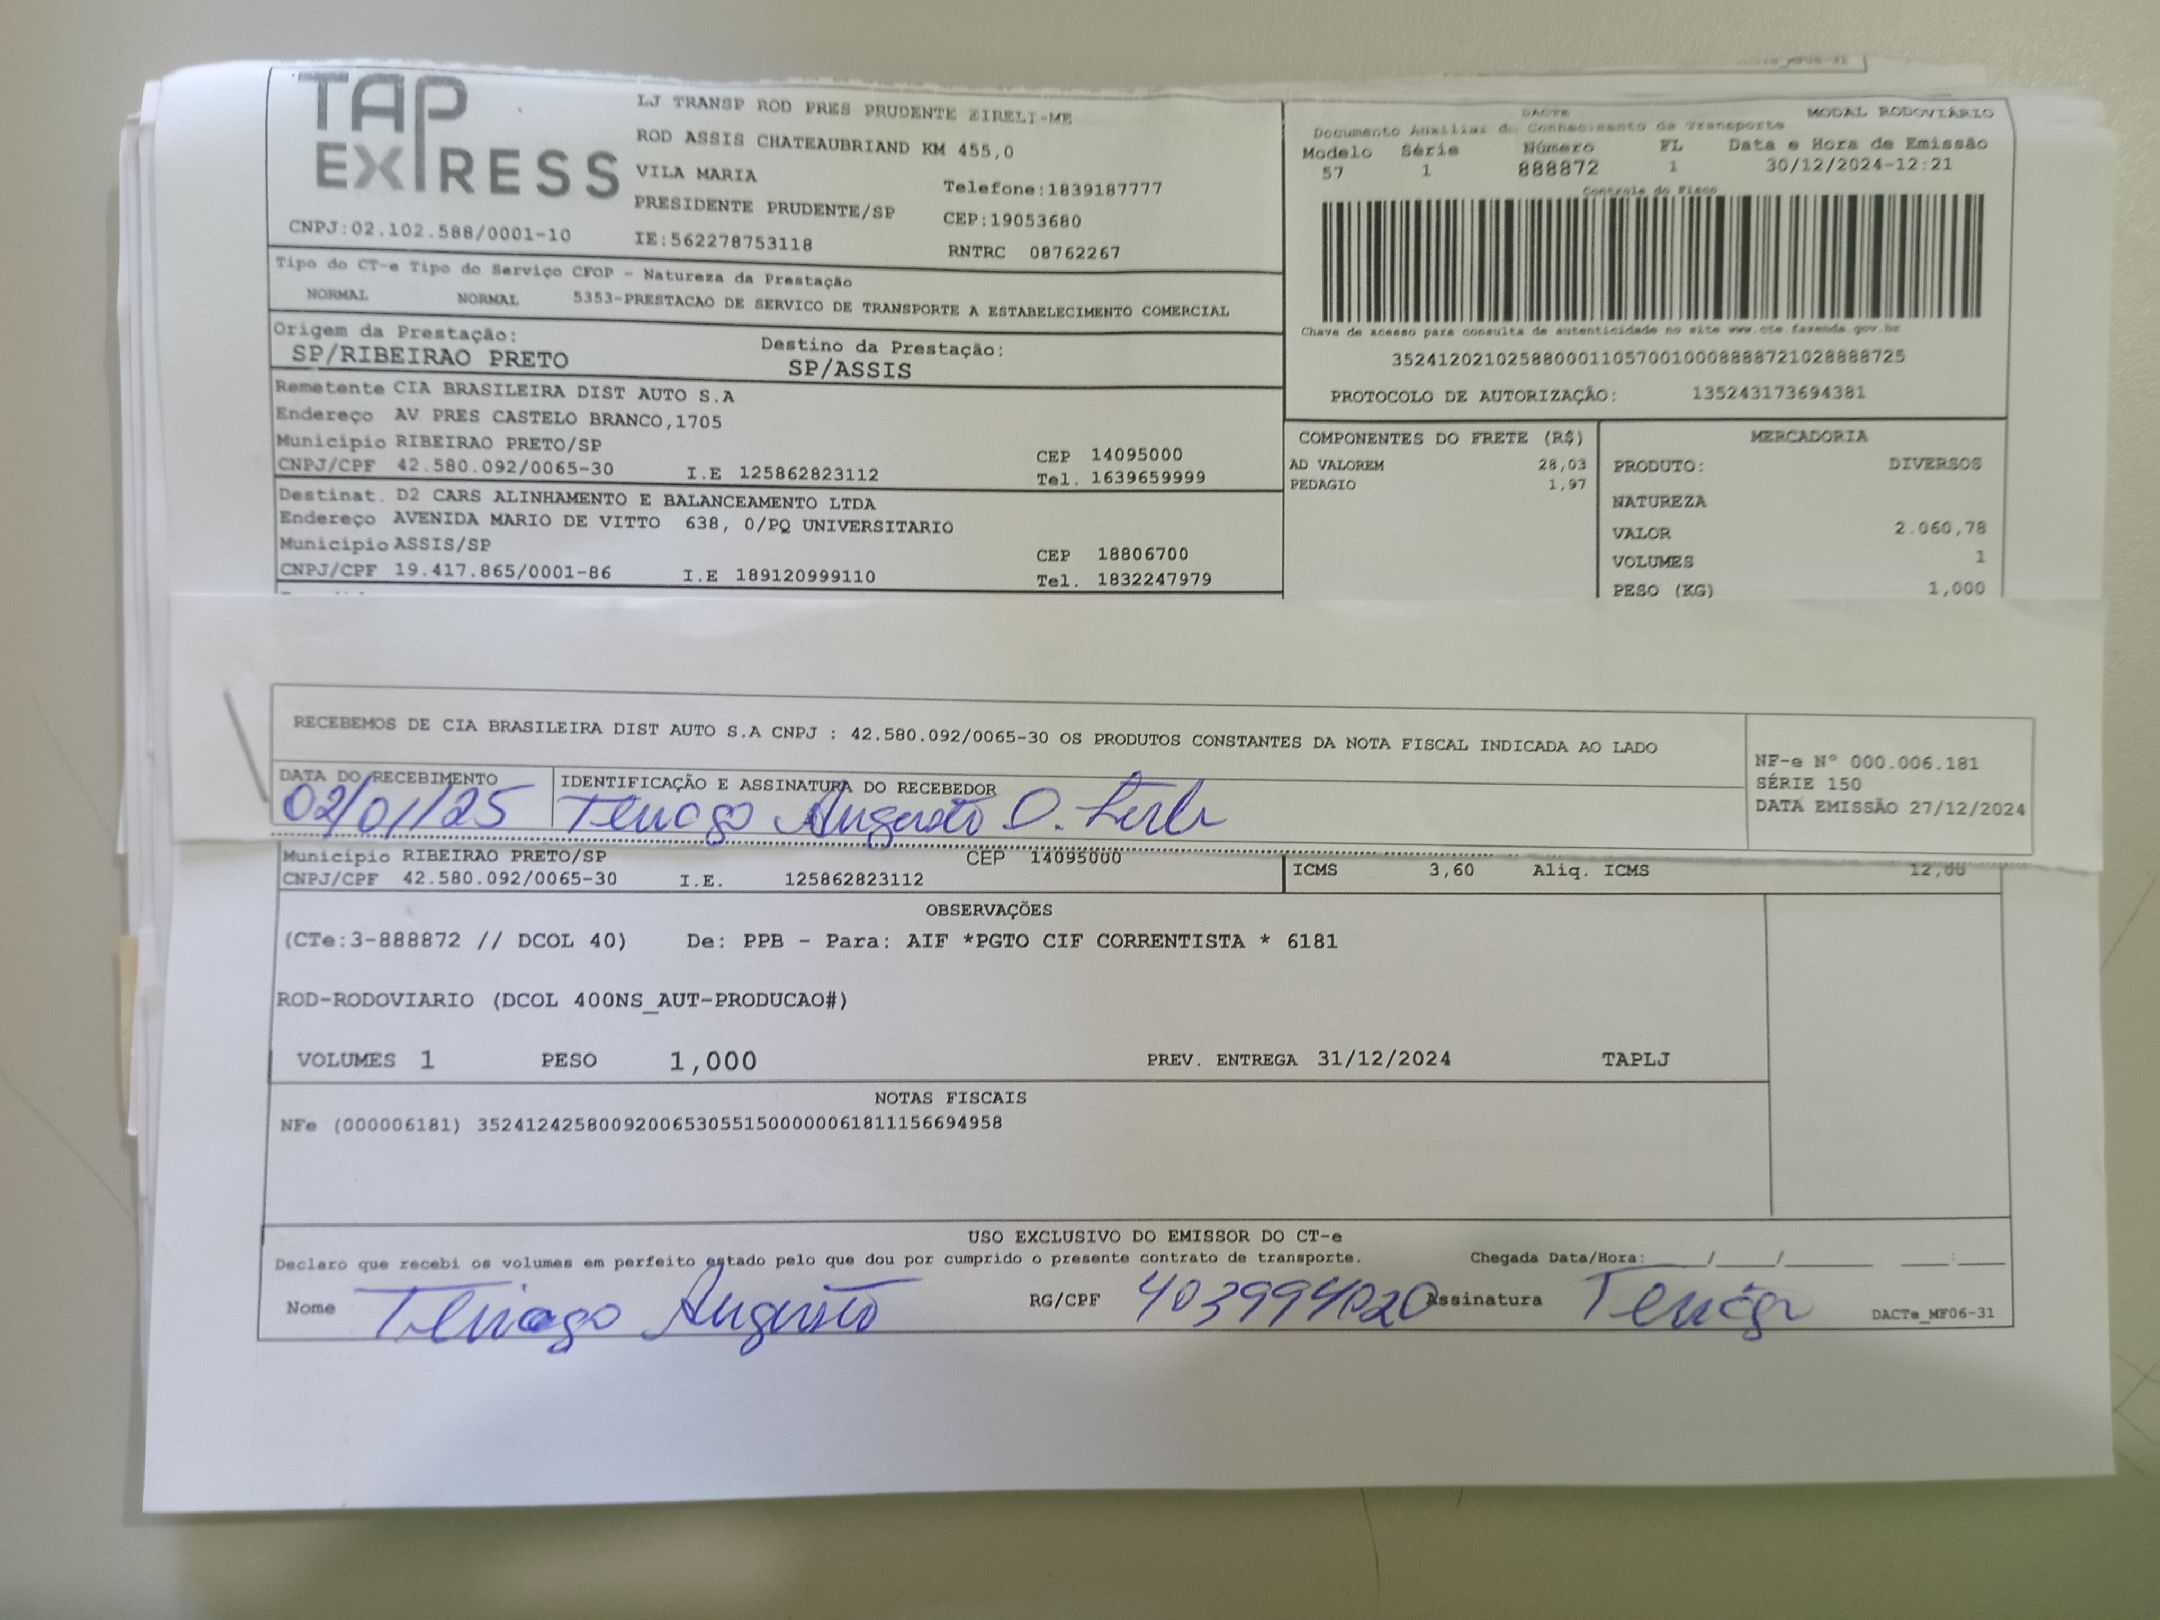 TAP EXPRESS
CNPJ:02.102.588/0001-10
LJ TRANSP ROD PRES PRUDENTE EIRELI-ME
ROD ASSIS CHATEAUBRIAND KM 455,0
VILA MARIA
PRESIDENTE PRUDENTE/SP
IE:562278753118
Telefone:1839187777
CEP:19053680
RNTRC 08762267
DACTE
MODAL RODOVIÁRIO
Documento Auxiliar do Conhecimento de Transporte
Modelo Série Número FL Data e Hora de Emissão
57 1 888872 1 30/12/2024-12:21
Controle do Fisco
Chave de acesso para consulta de autenticidade no site www.cte.fazenda.gov.br
35241202102588000110570010008888721028888725
PROTOCOLO DE AUTORIZAÇÃO: 135243173694381
Tipo do CT-e Tipo do Serviço CFOP - Natureza da Prestação
NORMAL NORMAL 5353-PRESTACAO DE SERVICO DE TRANSPORTE A ESTABELECIMENTO COMERCIAL
Origem da Prestação: Destino da Prestação:
SP/RIBEIRAO PRETO SP/ASSIS
Remetente CIA BRASILEIRA DIST AUTO S.A
Endereço AV PRES CASTELO BRANCO,1705
Município RIBEIRAO PRETO/SP CEP 14095000
CNPJ/CPF 42.580.092/0065-30 I.E 125862823112 Tel. 1639659999
Destinat. D2 CARS ALINHAMENTO E BALANCEAMENTO LTDA
Endereço AVENIDA MARIO DE VITTO 638, 0/PQ UNIVERSITARIO
Município ASSIS/SP CEP 18806700
CNPJ/CPF 19.417.865/0001-86 I.E 189120999110 Tel. 1832247979
COMPONENTES DO FRETE (R$)
AD VALOREM 28,03
PEDAGIO 1,97
MERCADORIA
PRODUTO: DIVERSOS
NATUREZA
VALOR 2.060,78
VOLUMES 1
PESO (KG) 1,000
RECEBEMOS DE CIA BRASILEIRA DIST AUTO S.A CNPJ : 42.580.092/0065-30 OS PRODUTOS CONSTANTES DA NOTA FISCAL INDICADA AO LADO
DATA DO RECEBIMENTO IDENTIFICAÇÃO E ASSINATURA DO RECEBEDOR
02/01/25 Thiago Augusto D.
NF-e N° 000.006.181
SÉRIE 150
DATA EMISSÃO 27/12/2024
Município RIBEIRAO PRETO/SP CEP 14095000
CNPJ/CPF 42.580.092/0065-30 I.E. 125862823112
ICMS 3,60 Aliq. ICMS 12,00
OBSERVAÇÕES
(CTe:3-888872 // DCOL 40) De: PPB - Para: AIF *PGTO CIF CORRENTISTA * 6181
ROD-RODOVIARIO (DCOL 400NS_AUT-PRODUCAO#)
VOLUMES 1 PESO 1,000 PREV. ENTREGA 31/12/2024 TAPLJ
NOTAS FISCAIS
NFe (000006181) 35241242580092006530551500000061811156694958
USO EXCLUSIVO DO EMISSOR DO CT-e
Declaro que recebi os volumes em perfeito estado pelo que dou por cumprido o presente contrato de transporte. Chegada Data/Hora: ____/____/______ ___:___
Nome Thiago Augusto RG/CPF 403994020 Assinatura Thiago
DACTe_MF06-31